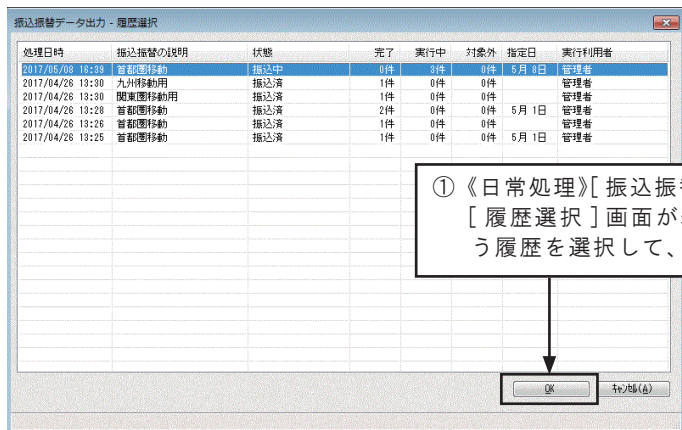 振込振替データ出力 - 履歴選択
処理日時 振込振替の説明 状態 完了 実行中 対象外 指定日 実行利用者
2017/05/08 16:39 首都圏移動 振込中 0件 3件 0件 5月 8日 管理者
2017/04/26 13:30 九州移動用 振込済 1件 0件 0件 管理者
2017/04/26 13:30 関東圏移動用 振込済 1件 0件 0件 管理者
2017/04/26 13:28 首都圏移動 振込済 2件 0件 0件 5月 1日 管理者
2017/04/26 13:26 首都圏移動 振込済 1件 0件 0件 管理者
2017/04/26 13:25 首都圏移動 振込済 1件 0件 0件 5月 1日 管理者
①《日常処理》[ 振込振
[ 履歴選択 ] 画面が
う履歴を選択して、
OK ｷｬﾝｾﾙ(A)